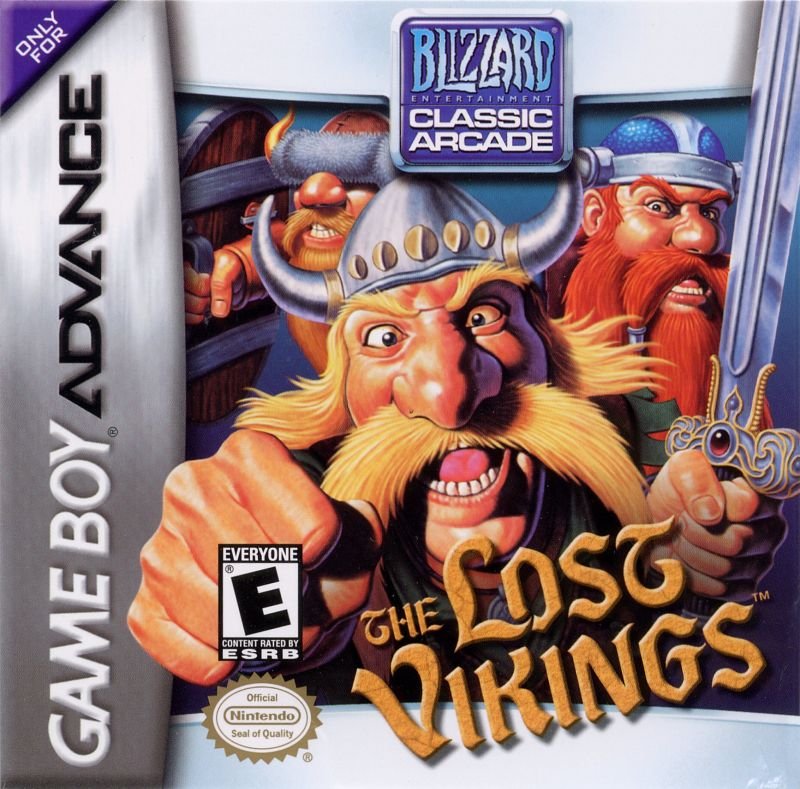 ONLY
FOR
GAME BOY ADVANCE
®
BLIZZARD®
ENTERTAINMENT
CLASSIC
ARCADE
THE LOST
VIKINGS™
EVERYONE
E
®
CONTENT RATED BY
ESRB
Official
Nintendo
Seal of Quality
®